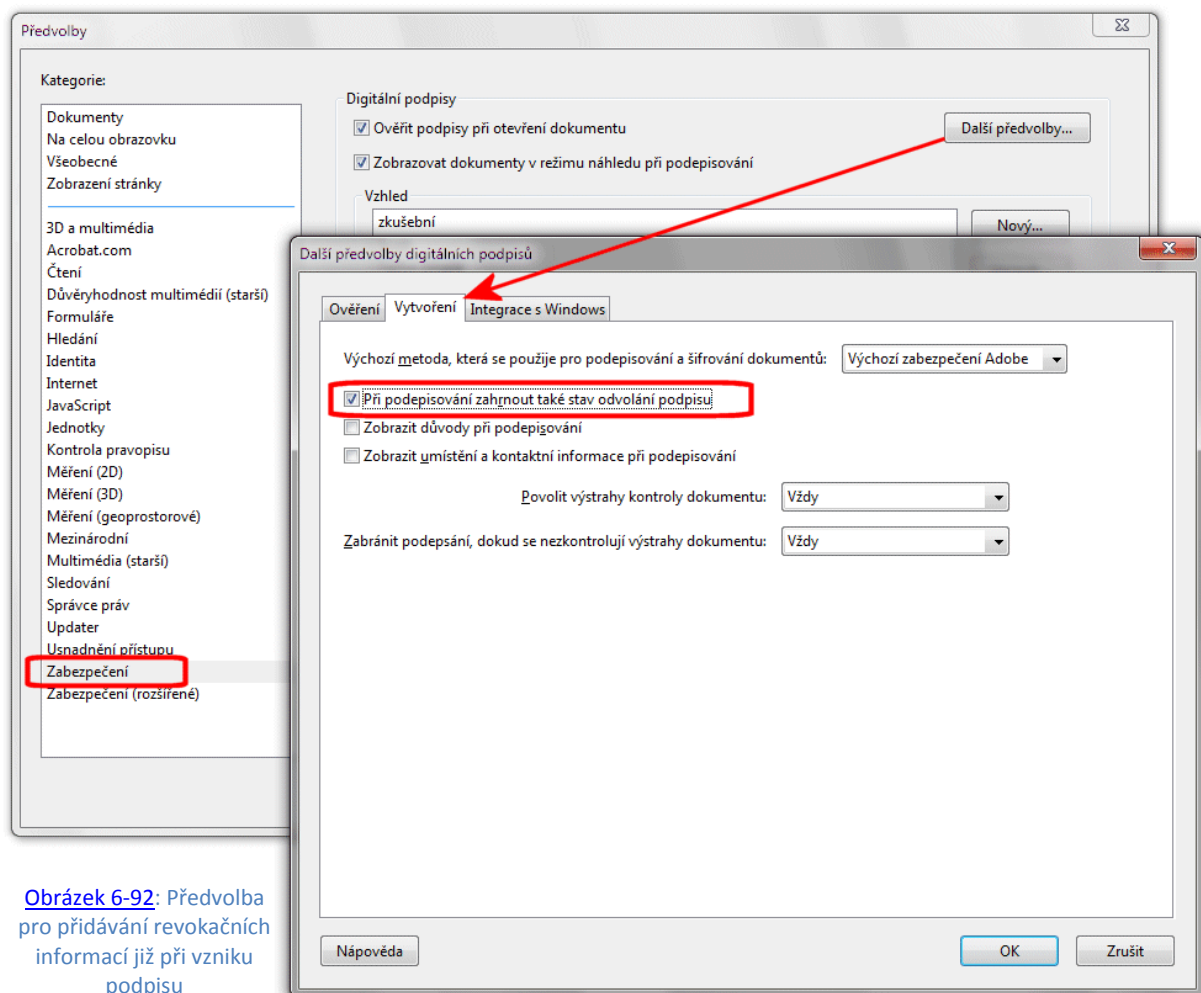 Předvolby
Kategorie:
Dokumenty
Na celou obrazovku
Všeobecné
Zobrazení stránky
3D a multimédia
Acrobat.com
Čtení
Důvěryhodnost multimédií (starší)
Formuláře
Hledání
Identita
Internet
JavaScript
Jednotky
Kontrola pravopisu
Měření (2D)
Měření (3D)
Měření (geoprostorové)
Mezinárodní
Multimédia (starší)
Sledování
Správce práv
Updater
Usnadnění přístupu
Zabezpečení
Zabezpečení (rozšířené)
Digitální podpisy
Ověřit podpisy při otevření dokumentu
Další předvolby...
Zobrazovat dokumenty v režimu náhledu při podepisování
Vzhled
zkušební
Nový...
Další předvolby digitálních podpisů
Ověření Vytvoření Integrace s Windows
Výchozí metoda, která se použije pro podepisování a šifrování dokumentů: Výchozí zabezpečení Adobe
Při podepisování zahrnout také stav odvolání podpisu
Zobrazit důvody při podepisování
Zobrazit umístění a kontaktní informace při podepisování
Povolit výstrahy kontroly dokumentu: Vždy
Zabránit podepsání, dokud se nezkontrolují výstrahy dokumentu: Vždy
Nápověda OK Zrušit
Obrázek 6-92: Předvolba
pro přidávání revokačních
informací již při vzniku
podpisu